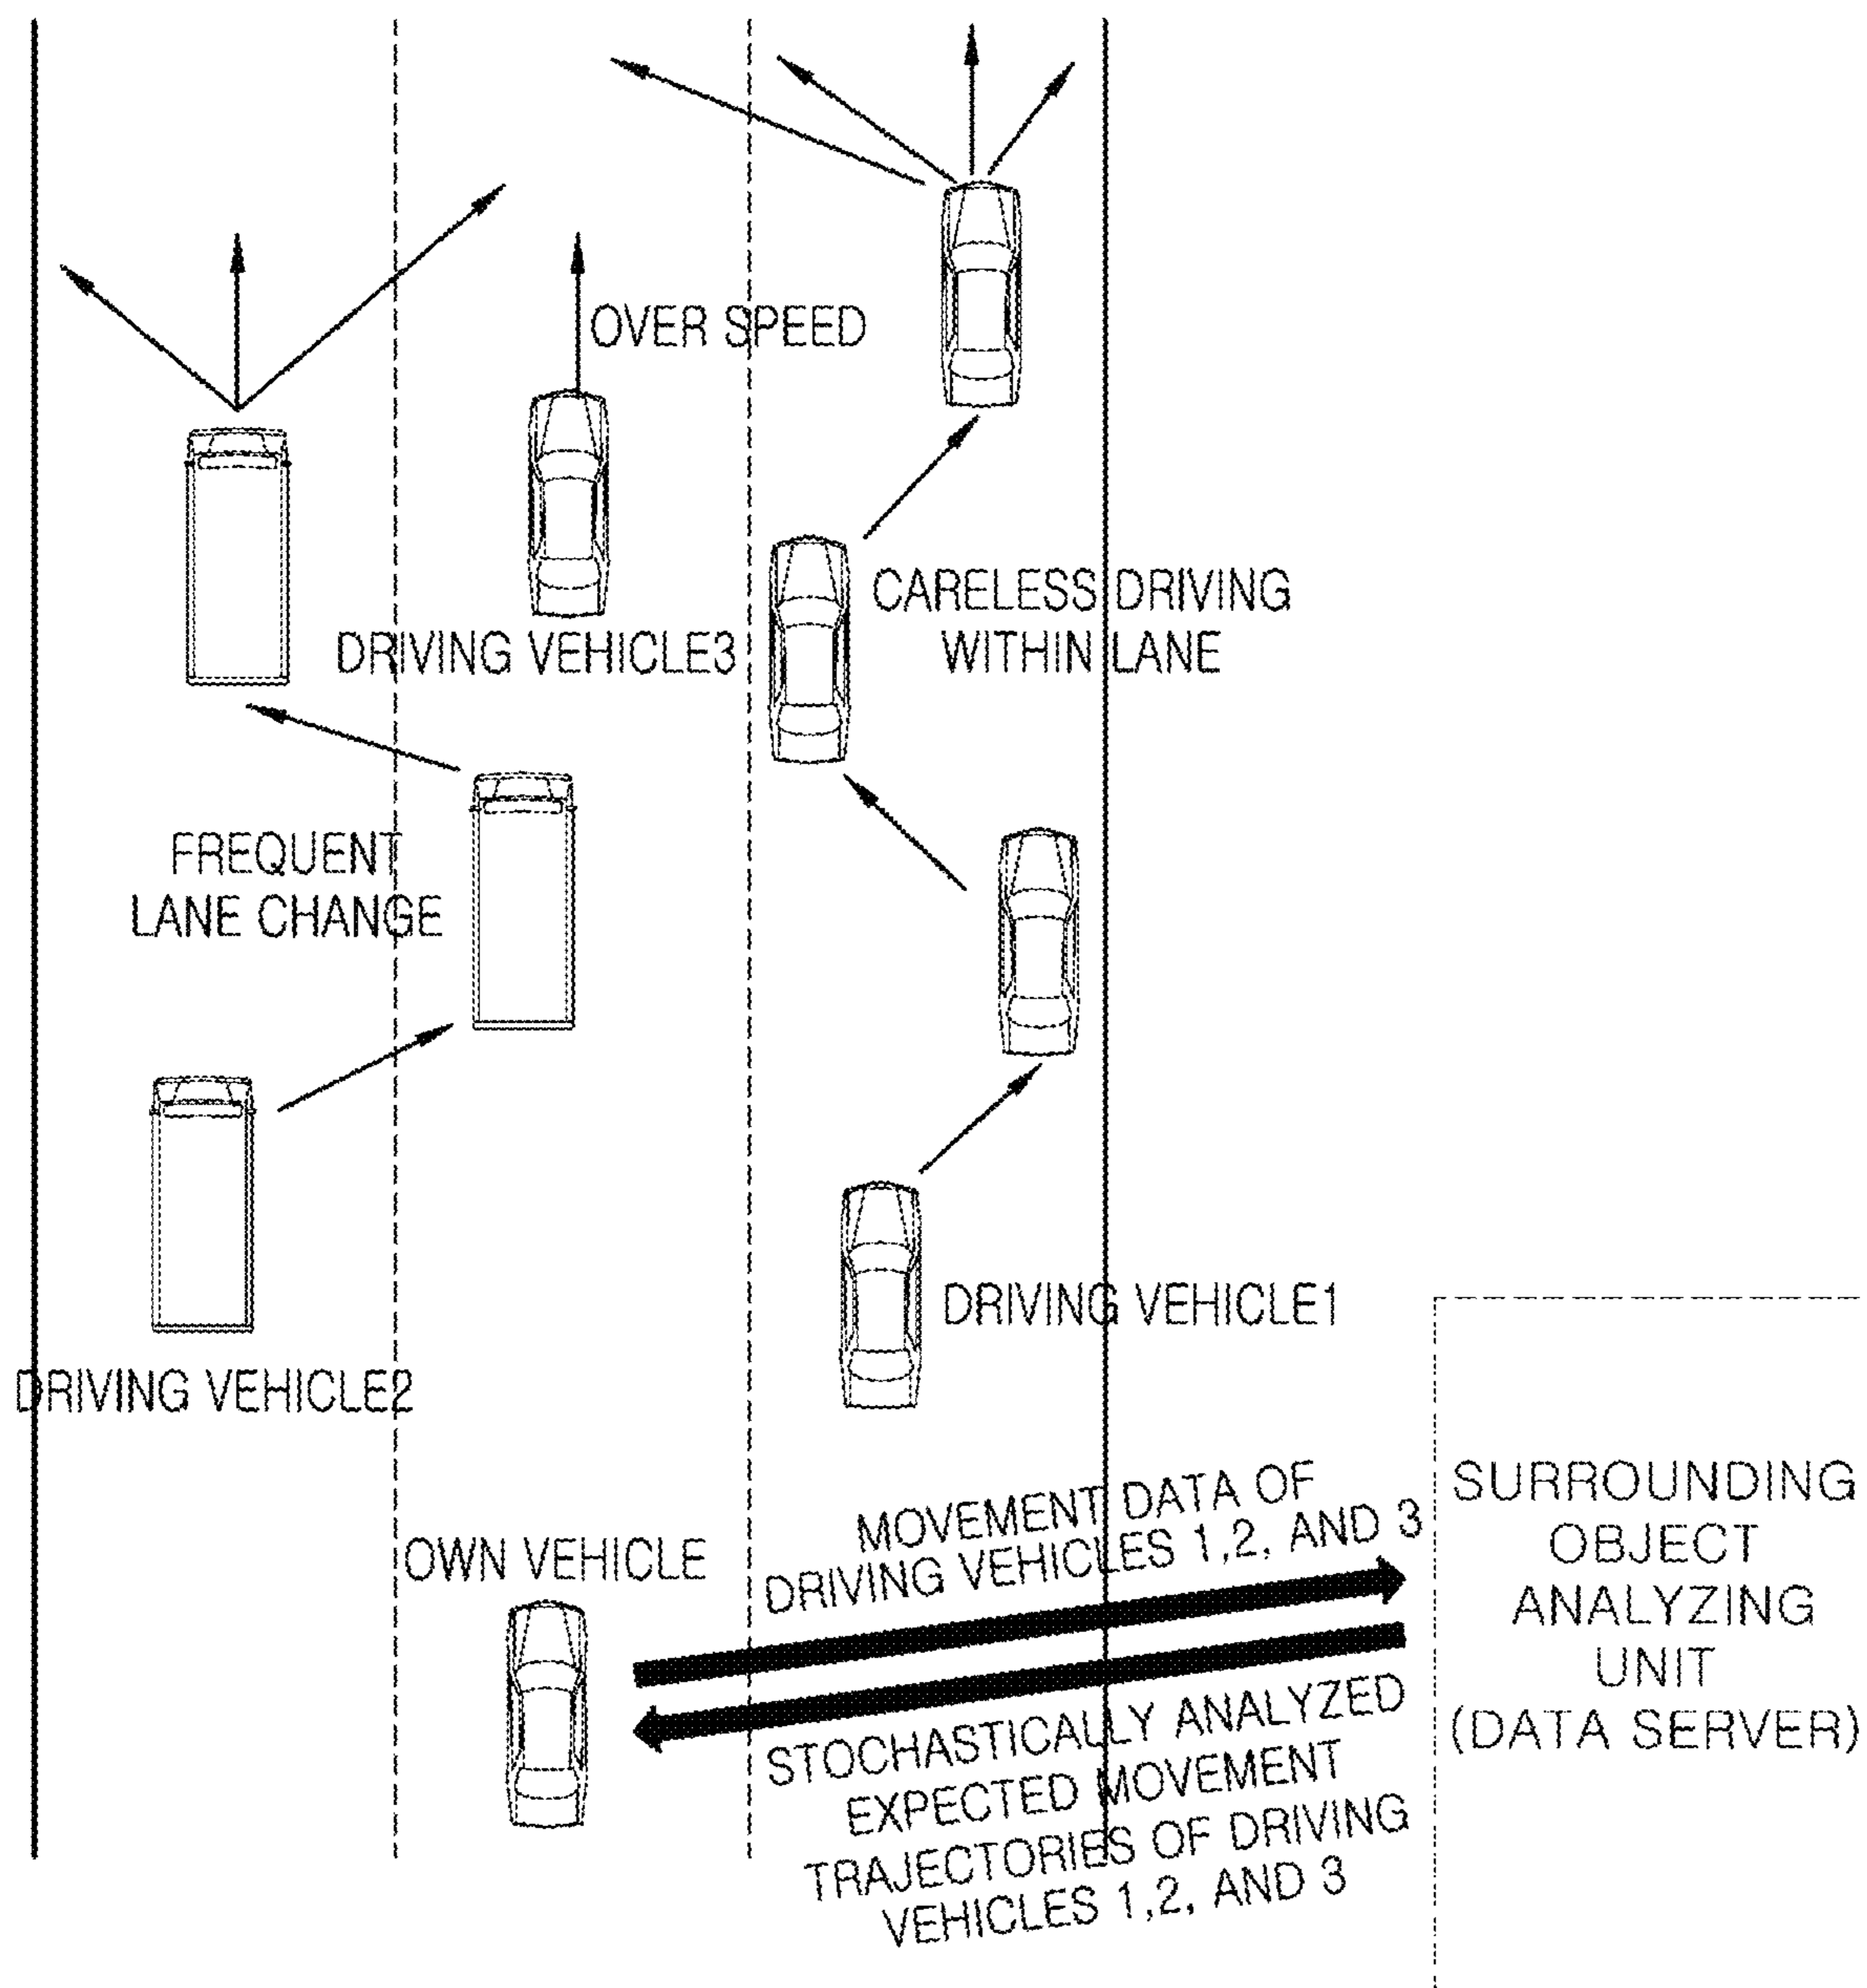 OVER SPEED
CARELESS DRIVING
WITHIN LANE
DRIVING VEHICLE3
FREQUENT
LANE CHANGE
DRIVING VEHICLE1
DRIVING VEHICLE2
OWN VEHICLE
MOVEMENT DATA OF
DRIVING VEHICLES 1,2, AND 3
STOCHASTICALLY ANALYZED
EXPECTED MOVEMENT
TRAJECTORIES OF DRIVING
VEHICLES 1,2, AND 3
SURROUNDING
OBJECT
ANALYZING
UNIT
(DATA SERVER)